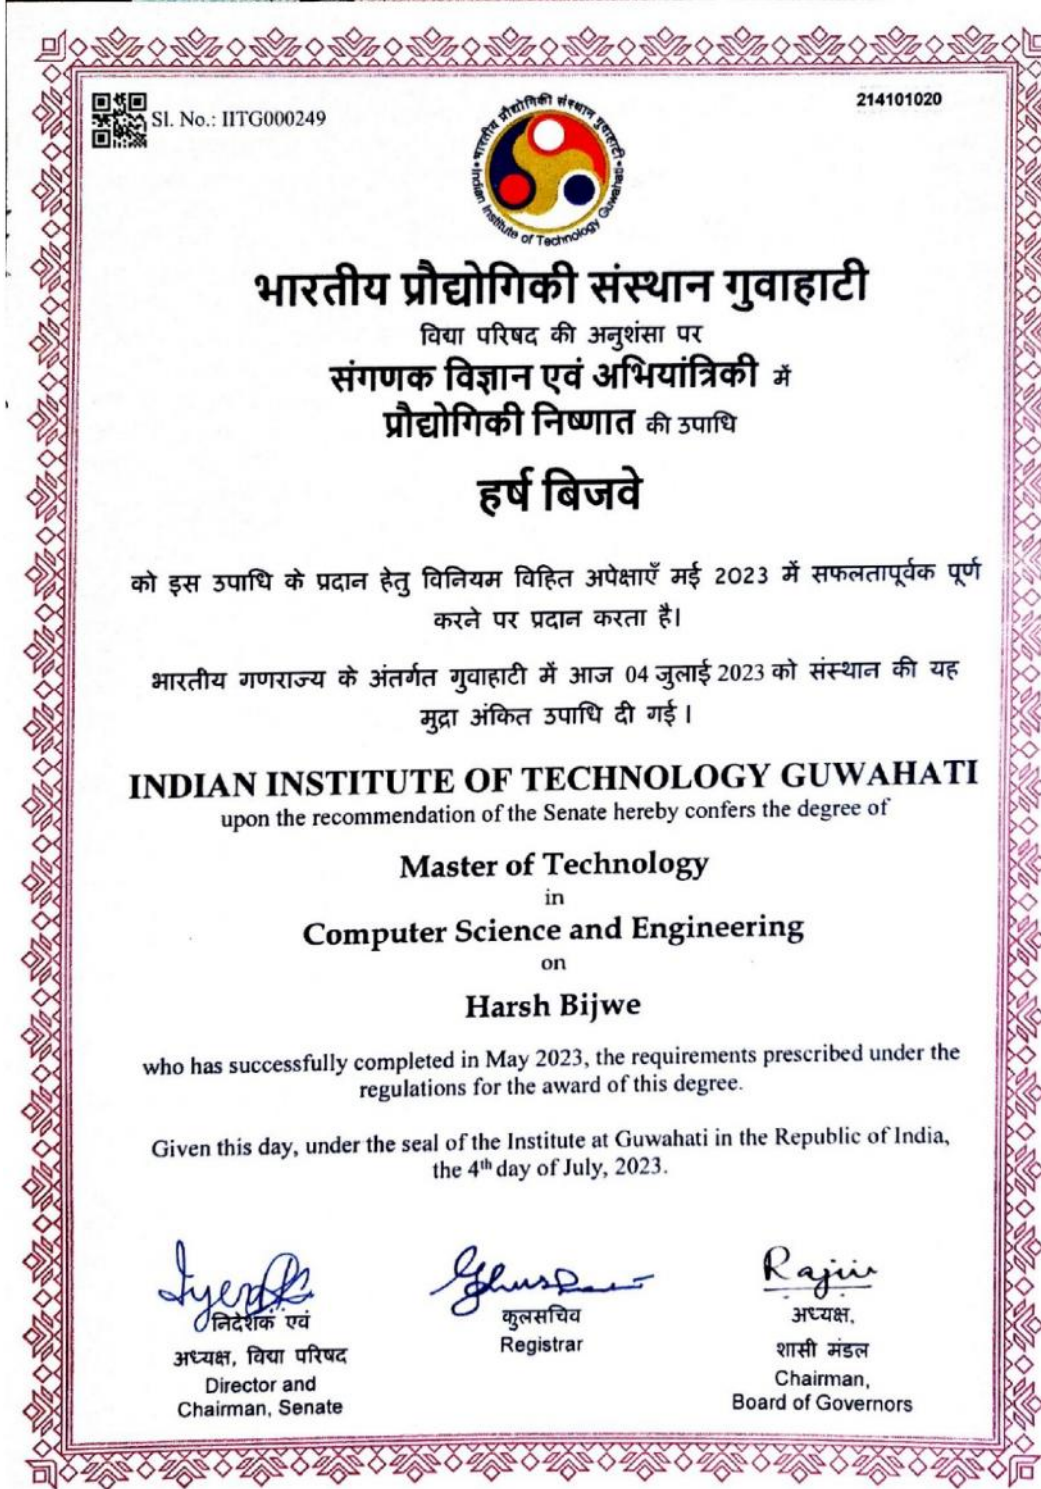 Sl. No.: IITG000249
214101020
भारतीय प्रौद्योगिकी संस्थान गुवाहाटी
Indian Institute of Technology Guwahati
भारतीय प्रौद्योगिकी संस्थान गुवाहाटी
विद्या परिषद की अनुशंसा पर
संगणक विज्ञान एवं अभियांत्रिकी में
प्रौद्योगिकी निष्णात की उपाधि
हर्ष बिजवे
को इस उपाधि के प्रदान हेतु विनियम विहित अपेक्षाएँ मई 2023 में सफलतापूर्वक पूर्ण
करने पर प्रदान करता है।
भारतीय गणराज्य के अंतर्गत गुवाहाटी में आज 04 जुलाई 2023 को संस्थान की यह
मुद्रा अंकित उपाधि दी गई।
INDIAN INSTITUTE OF TECHNOLOGY GUWAHATI
upon the recommendation of the Senate hereby confers the degree of
Master of Technology
in
Computer Science and Engineering
on
Harsh Bijwe
who has successfully completed in May 2023, the requirements prescribed under the
regulations for the award of this degree.
Given this day, under the seal of the Institute at Guwahati in the Republic of India,
the 4th day of July, 2023.
Rajiv
निदेशक एवं
अध्यक्ष, विद्या परिषद
Director and
Chairman, Senate
कुलसचिव
Registrar
अध्यक्ष,
शासी मंडल
Chairman,
Board of Governors